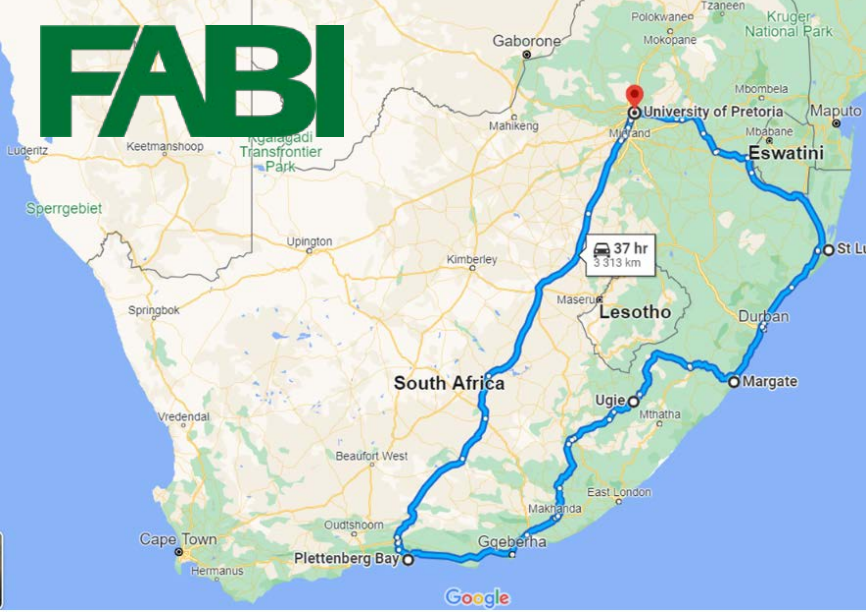 FABI
Tzaneen
Polokwane
Kruger
National Park
Mokopane
Gaborone
Mbombela
University of Pretoria
Maputo
Mahikeng
Midrand
Mbabane
Eswatini
Kgalagadi
Transfrontier
Park
Keetmanshoop
Luderitz
Sperrgebiet
Upington
37 hr
3 313 km
St Lu
Kimberley
Maseru
Lesotho
Springbok
Durban
South Africa
Margate
Ugie
Mthatha
Vredendal
Beaufort West
East London
Makhanda
Oudtshoorn
Cape Town
Gqeberha
Plettenberg Bay
Hermanus
Google